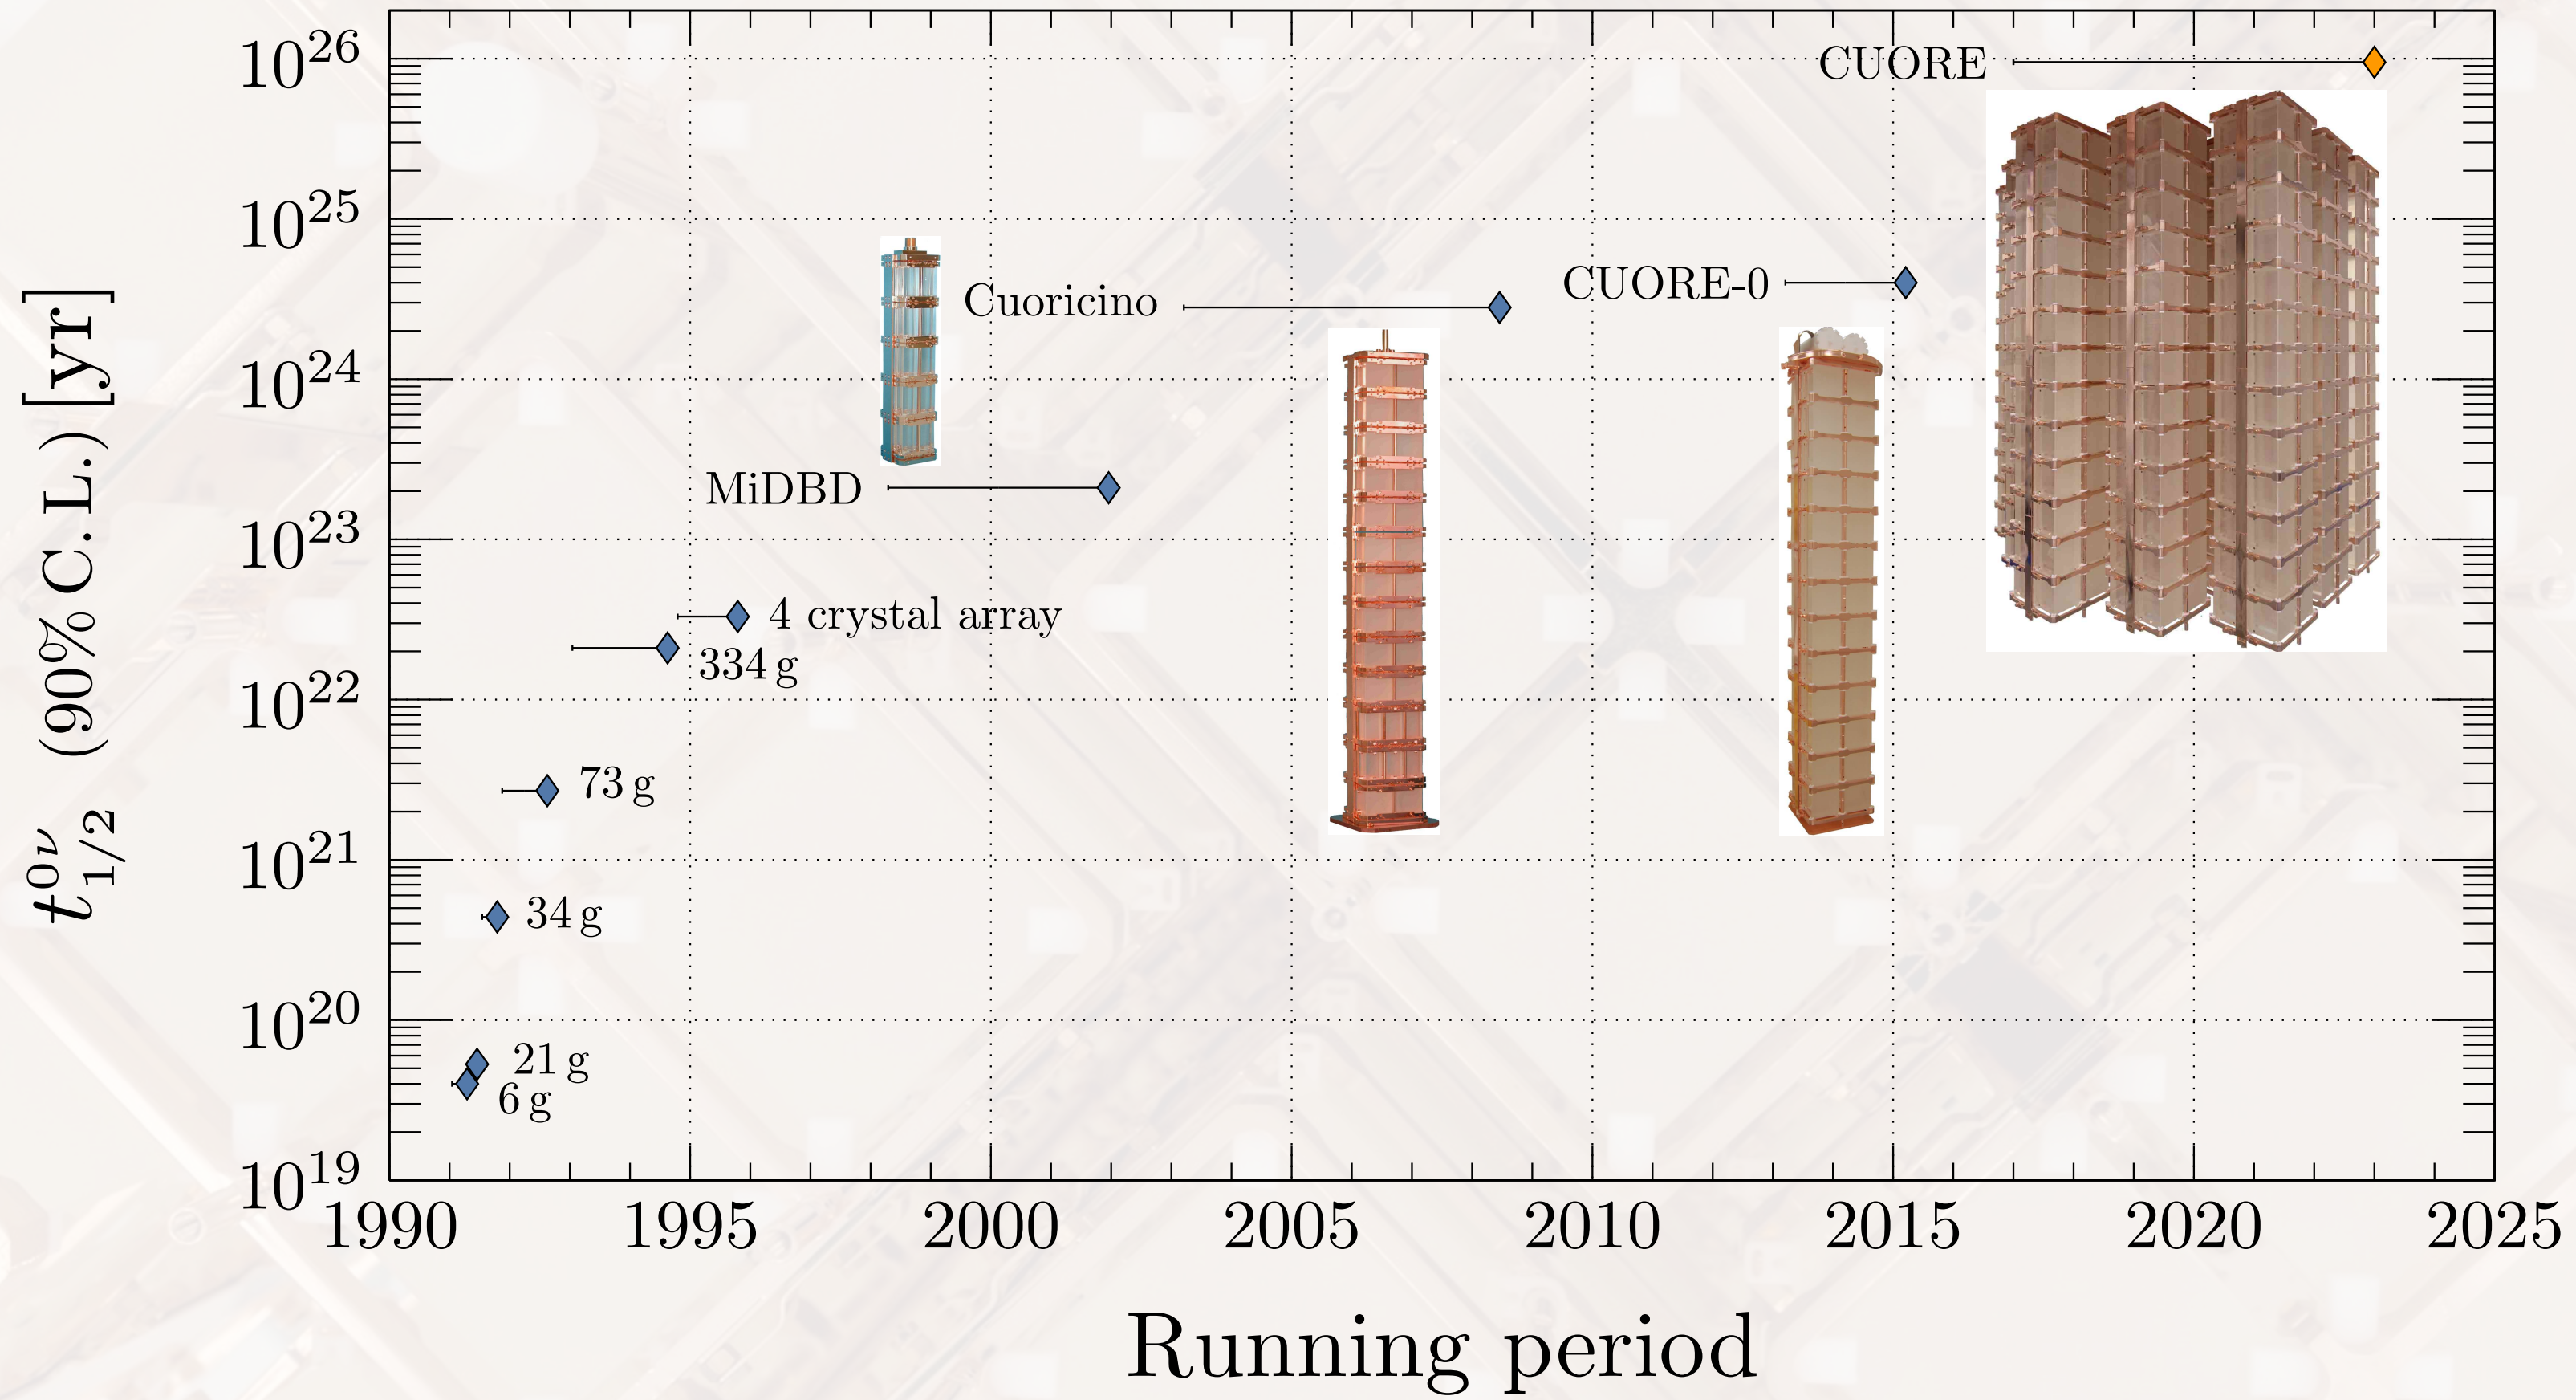 10^26
10^25
10^24
10^23
10^22
10^21
10^20
10^19
t_{1/2}^{0ν} (90% C.L.) [yr]
CUORE
CUORE-0
Cuoricino
MiDBD
4 crystal array
334 g
73 g
34 g
21 g
6 g
1990 1995 2000 2005 2010 2015 2020 2025
Running period